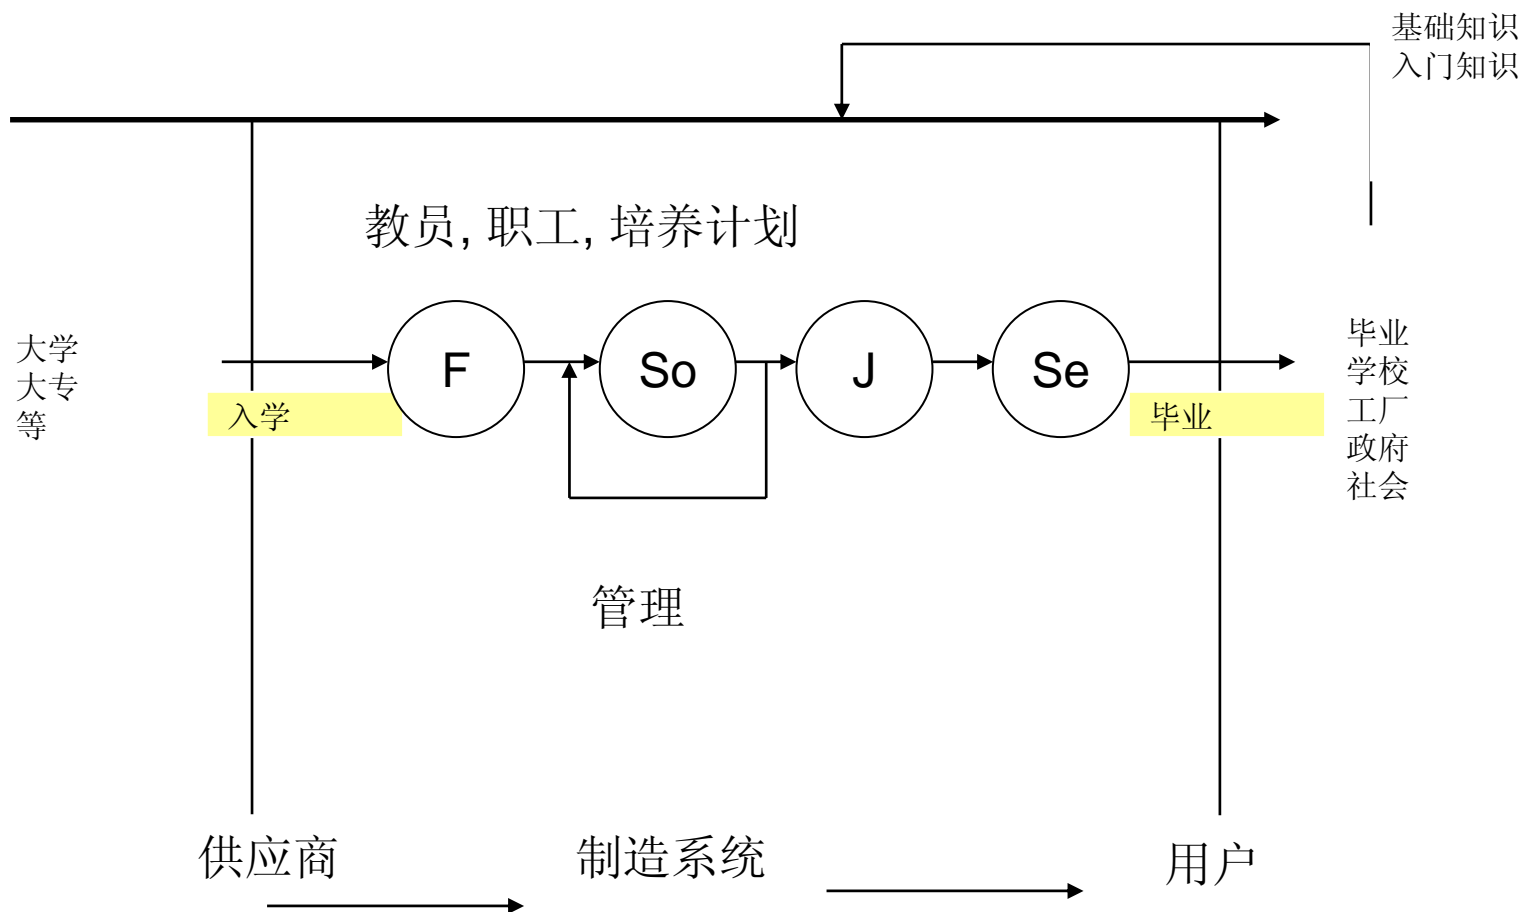 基础知识
入门知识
教员, 职工, 培养计划
大学
大专
等
入学
F
So
J
Se
毕业
毕业
学校
工厂
政府
社会
管理
供应商
制造系统
用户